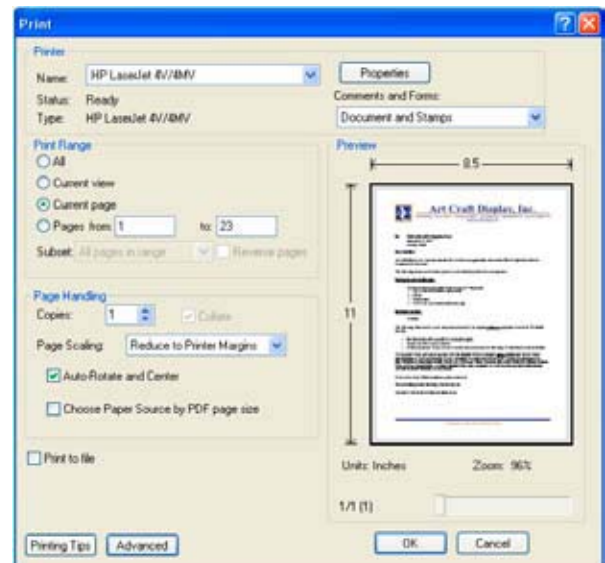 Print
Printer
Name: HP LaserJet 4V/4MV
Properties
Status: Ready
Comments and Forms:
Type: HP LaserJet 4V/4MV
Document and Stamps
Print Range
All
Current view
Current page
Pages from: 1 to: 23
Subset: All pages in range Reverse pages
Page Handling
Copies: 1 Collate
Page Scaling: Reduce to Printer Margins
Auto-Rotate and Center
Choose Paper Source by PDF page size
Print to file
Preview
8.5
11
Art Craft Display, Inc.
Units: Inches Zoom: 96%
1/1 (1)
Printing Tips Advanced OK Cancel